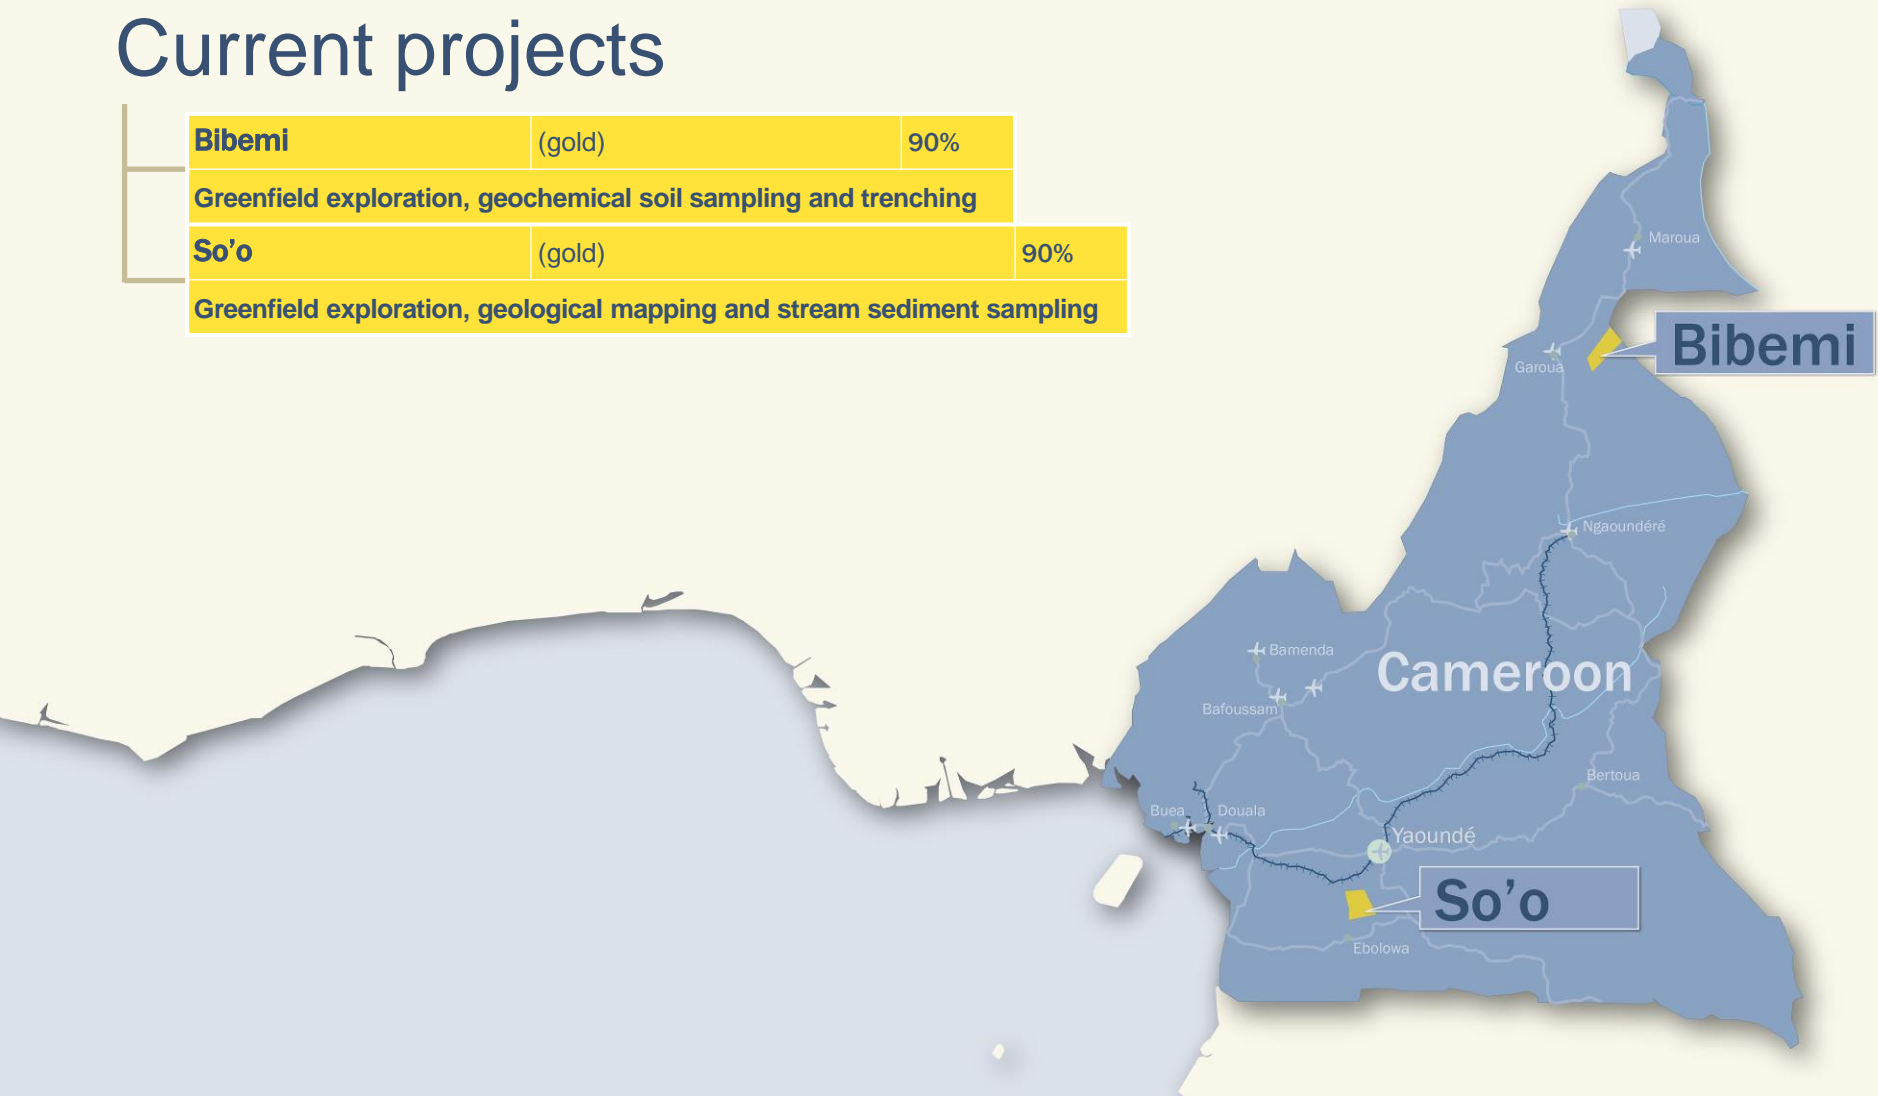 Current projects
Bibemi (gold) 90%
Greenfield exploration, geochemical soil sampling and trenching
So’o (gold) 90%
Greenfield exploration, geological mapping and stream sediment sampling
Maroua
Bibemi
Garoua
Ngaoundéré
Bamenda
Cameroon
Bafoussam
Bertoua
Buea
Douala
Yaoundé
So’o
Ebolowa